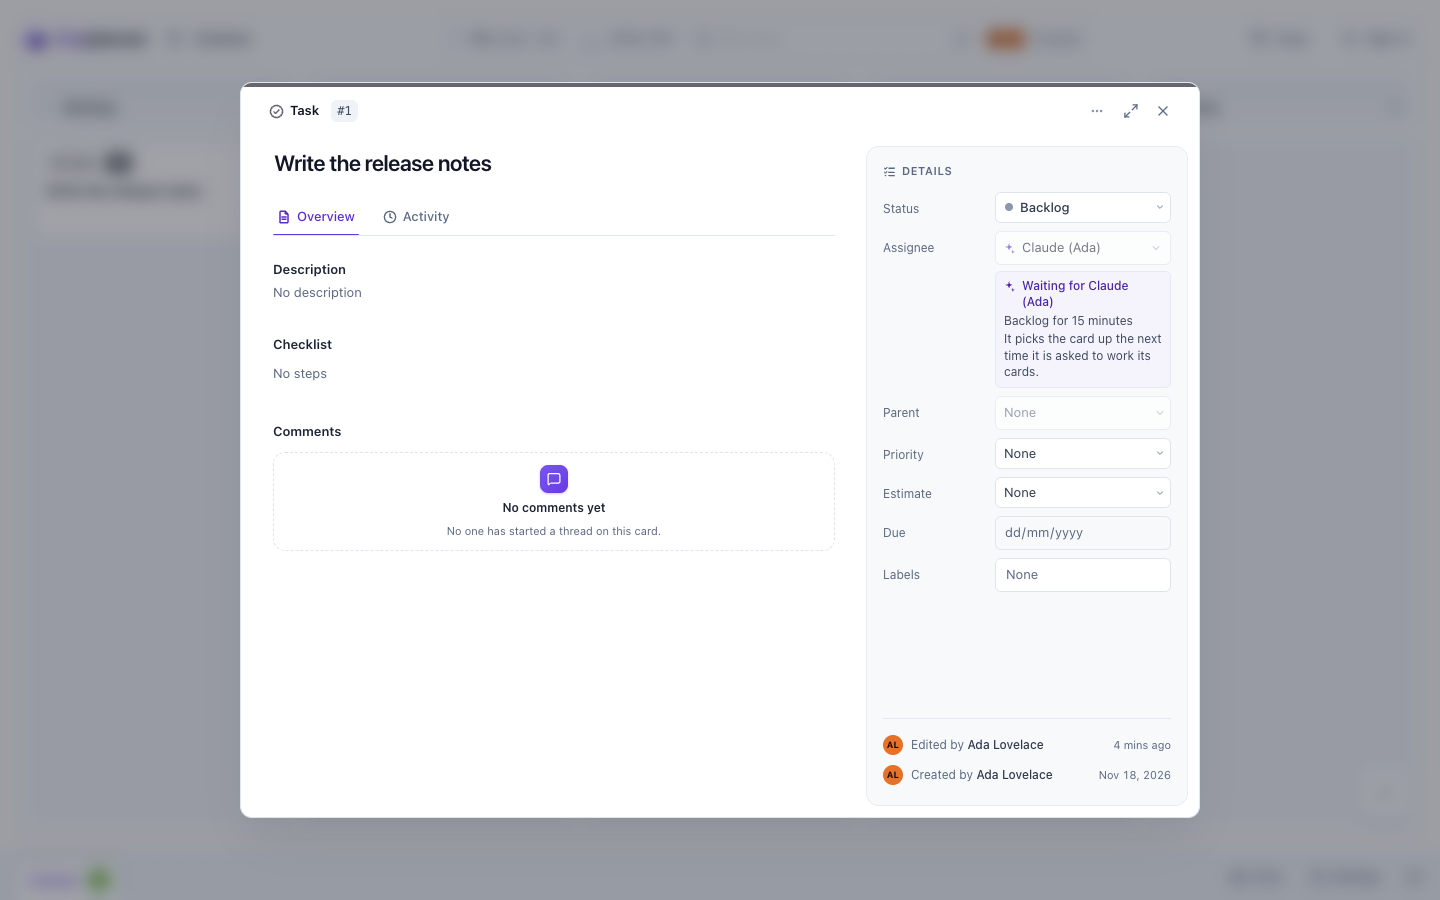 Task #1
Write the release notes
Overview
Activity
Description
No description
Checklist
No steps
Comments
No comments yet
No one has started a thread on this card.
DETAILS
Status
Backlog
Assignee
Claude (Ada)
Waiting for Claude
(Ada)
Backlog for 15 minutes
It picks the card up the next
time it is asked to work its
cards.
Parent
None
Priority
None
Estimate
None
Due
dd/mm/yyyy
Labels
None
AL Edited by Ada Lovelace 4 mins ago
AL Created by Ada Lovelace Nov 18, 2026